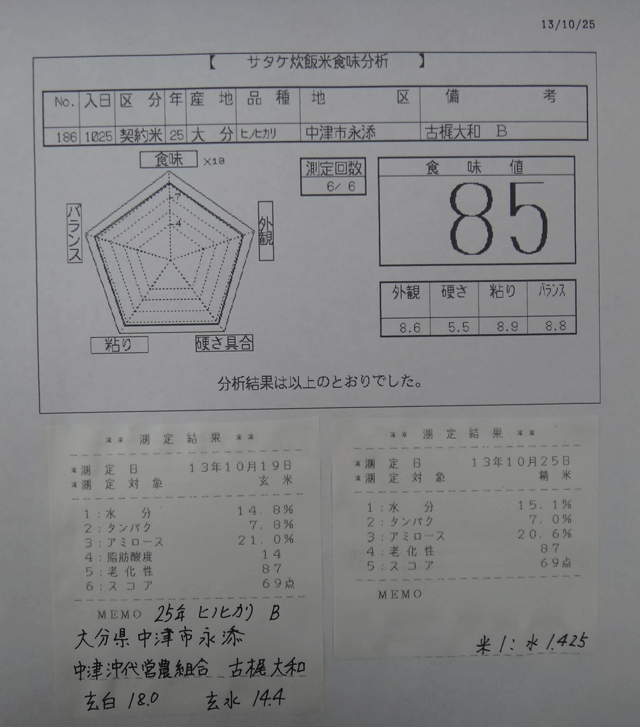 13/10/25
【 サタケ炊飯米食味分析 】
No. 入日 区分 年 産地 品種 地区 備考
186 1025 契約米 25 大分 ヒノヒカリ 中津市永添 古梶大和 B
食味 ×10
7
4
外観
硬さ具合
粘り
バランス
測定回数
6/ 6
食味値
85
外観 硬さ 粘り バランス
8.6 5.5 8.9 8.8
分析結果は以上のとおりでした。
** 測定結果 **
*測定日 13年10月19日
*測定対象 玄米
1:水分 14.8%
2:タンパク 7.8%
3:アミロース 21.0%
4:脂肪酸度 14
5:老化性 87
6:スコア 69点
MEMO 25年 ヒノヒカリ B
大分県中津市永添
中津沖代営農組合 古梶大和
玄白 18.0 玄水 14.4
** 測定結果 **
*測定日 13年10月25日
*測定対象 精米
1:水分 15.1%
2:タンパク 7.0%
3:アミロース 20.6%
4:老化性 87
5:スコア 69点
MEMO
米1:水1.425